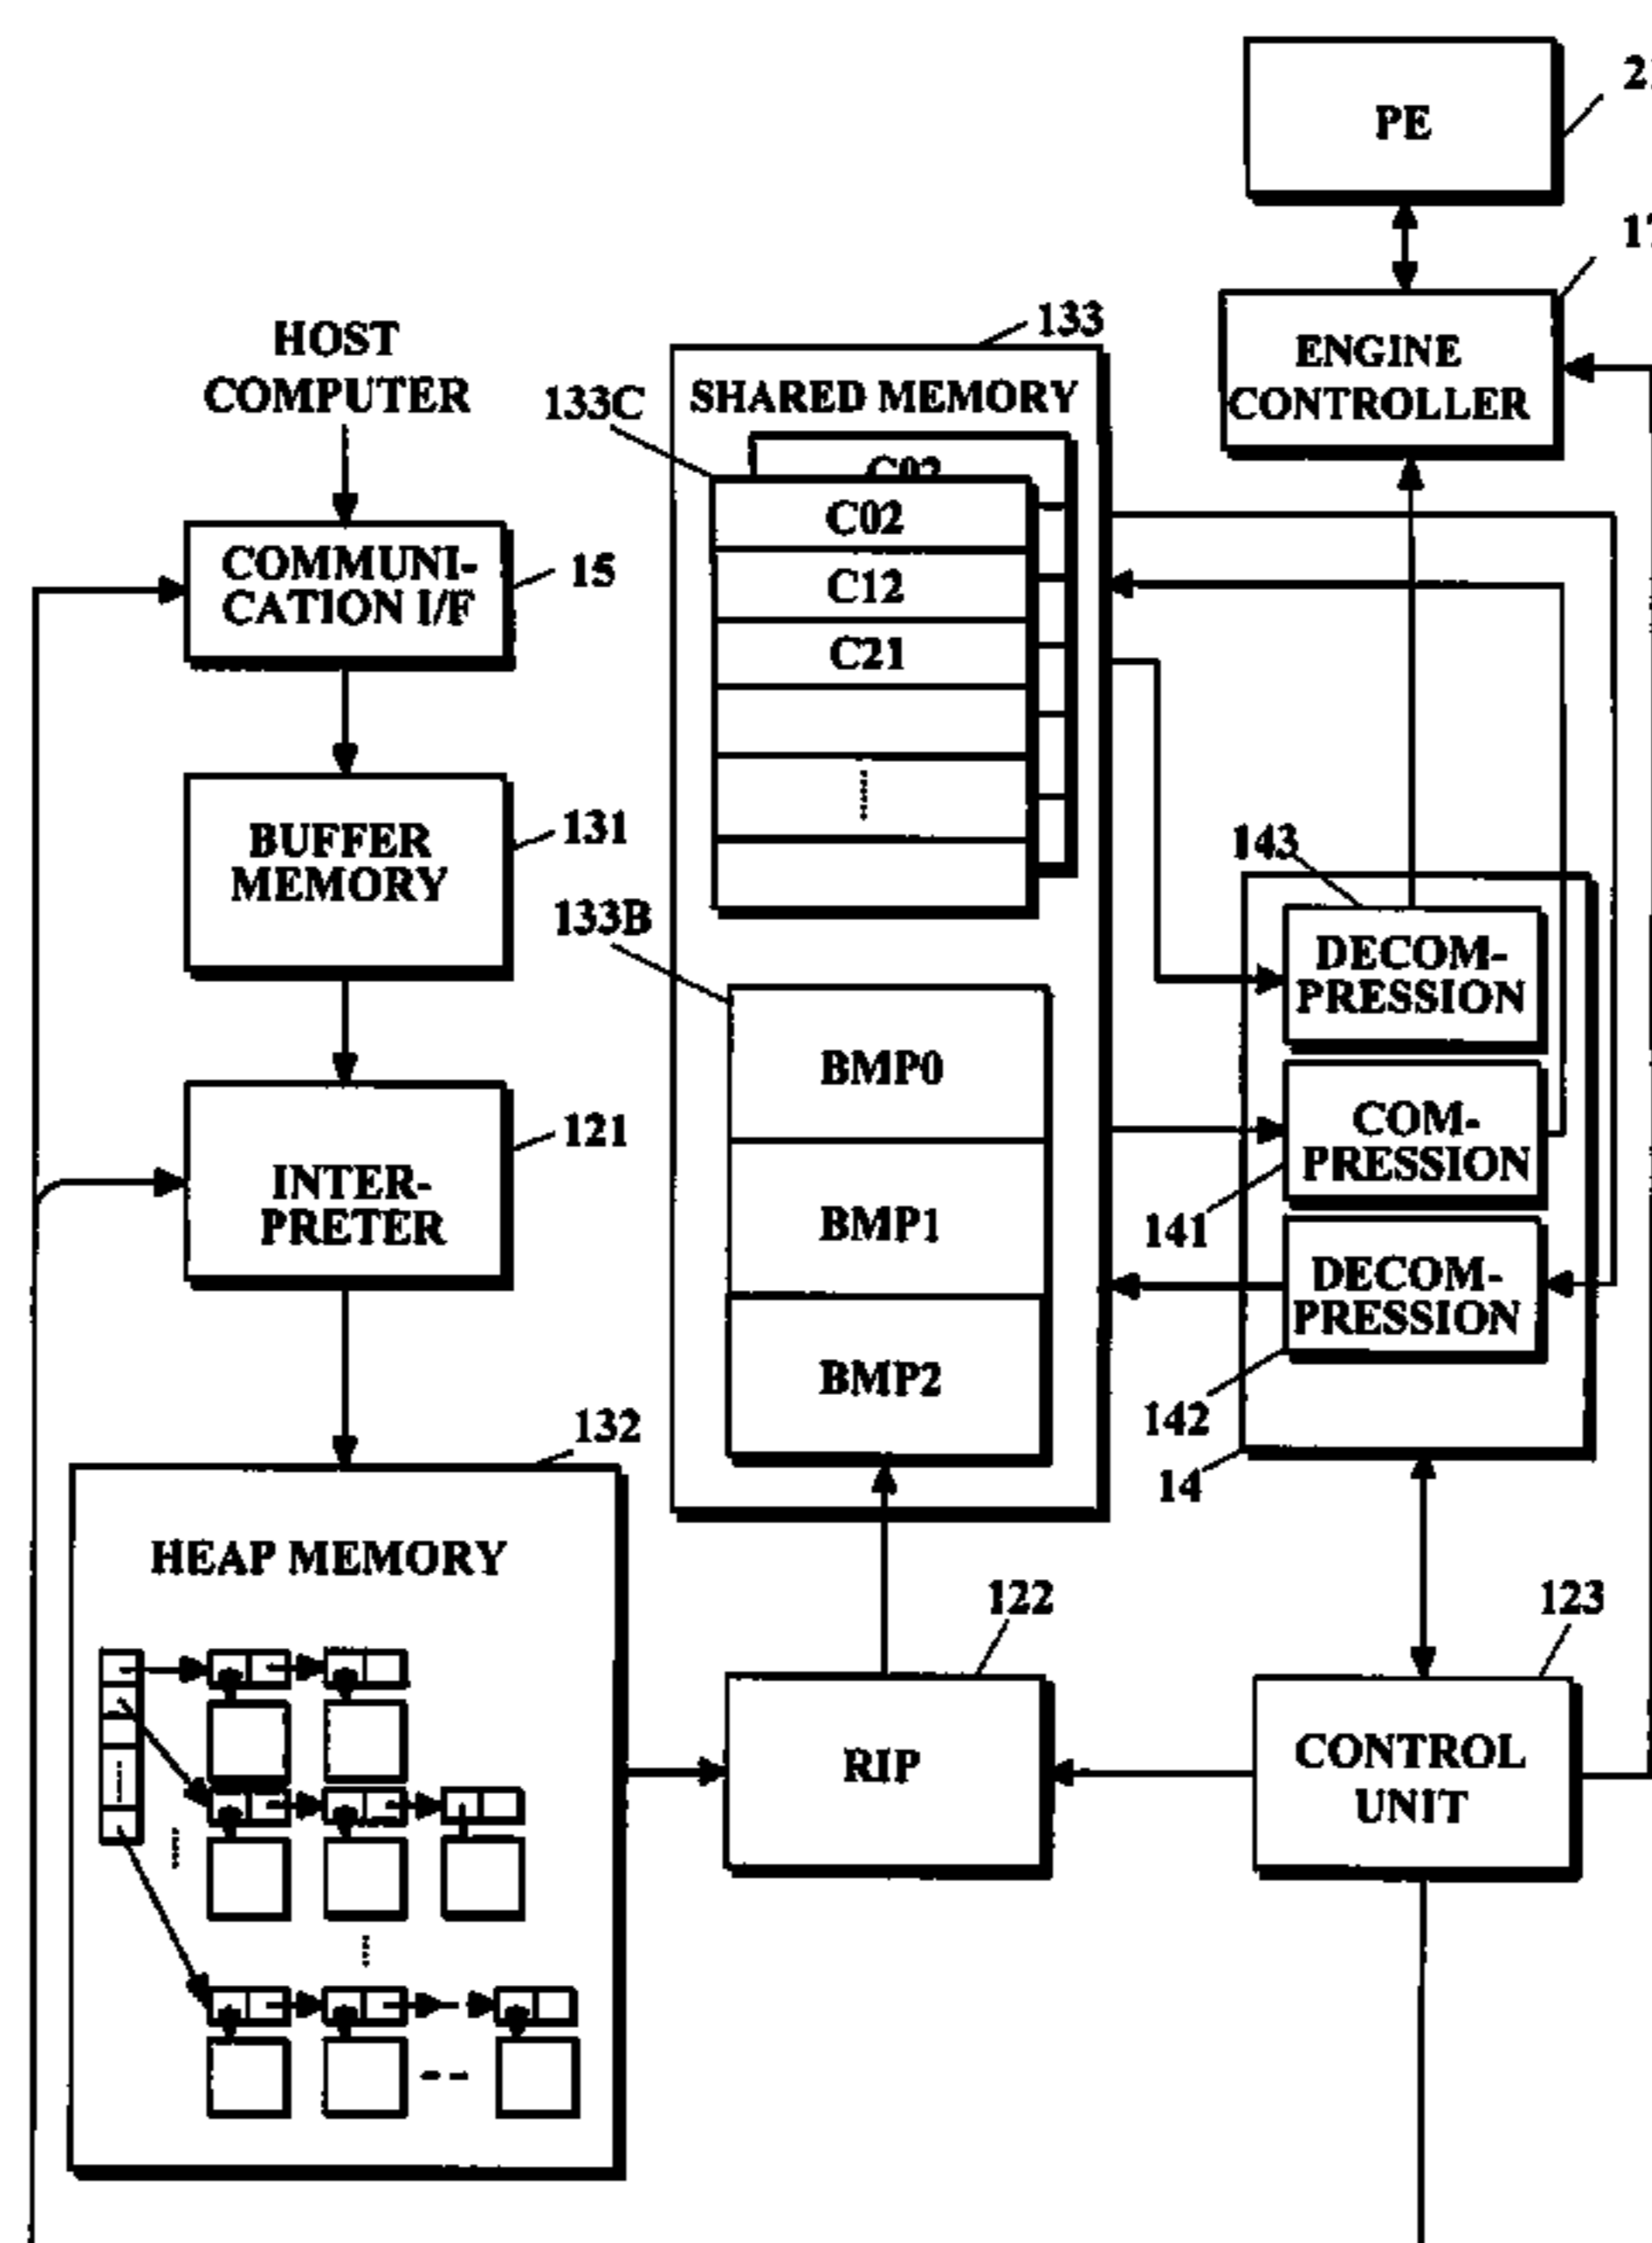 PE
HOST
COMPUTER
133
ENGINE
CONTROLLER
133C
SHARED MEMORY
C02
C02
COMMUNI-
CATION I/F
15
C12
C21
BUFFER
MEMORY
131
143
133B
DECOM-
PRESSION
BMP0
INTER-
PRETER
121
COM-
PRESSION
141
BMP1
DECOM-
PRESSION
BMP2
142
132
14
HEAP MEMORY
122
123
RIP
CONTROL
UNIT